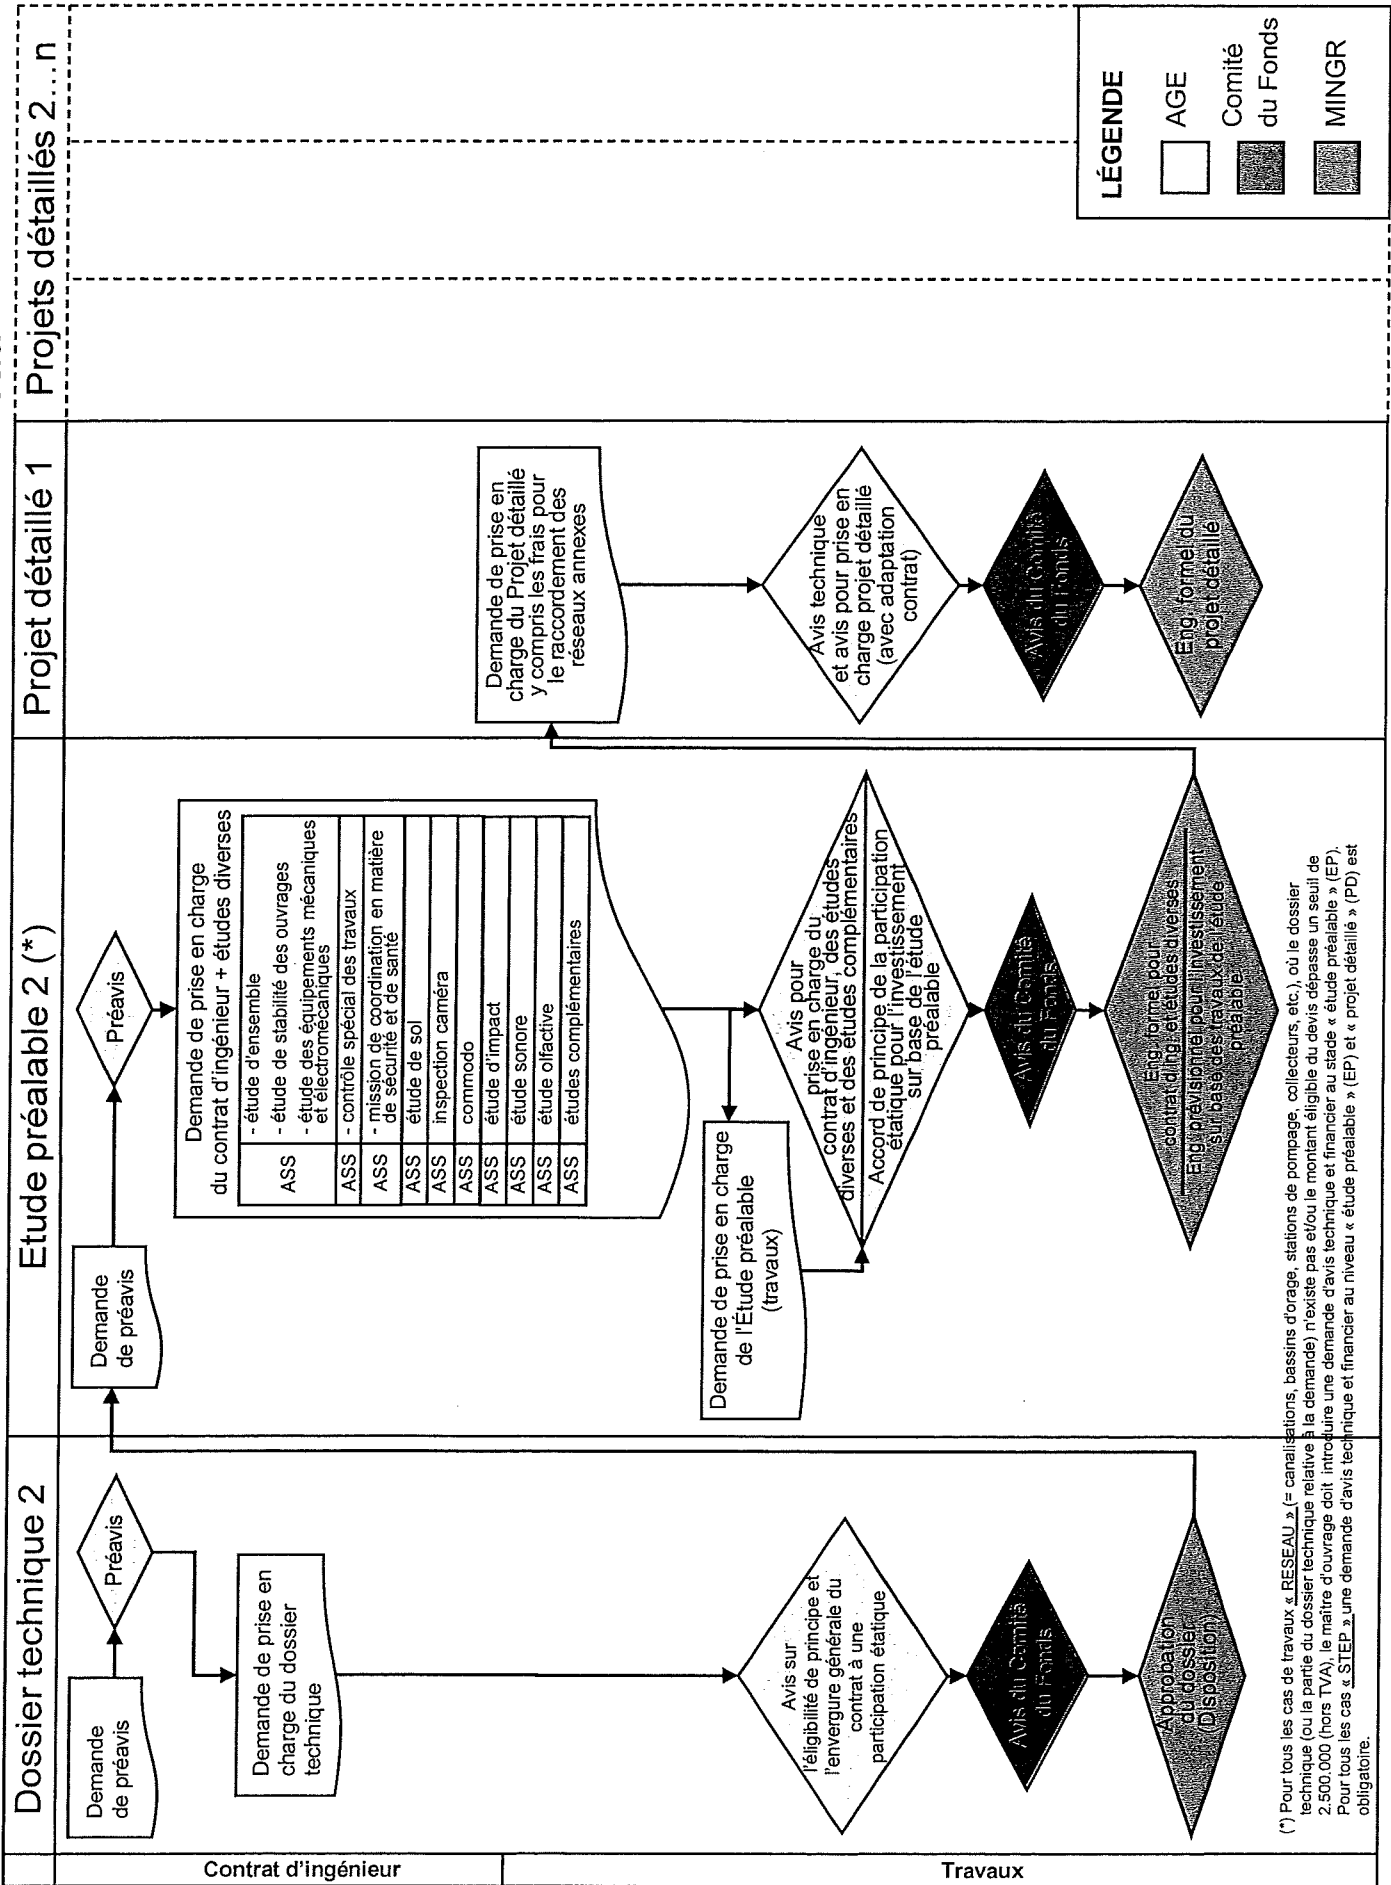 Dossier technique 2
Etude préalable 2 (*)
Projet détaillé 1
Projets détaillés 2…n
Contrat d'ingénieur
Travaux
Demande
de préavis
Préavis
Demande de prise en
charge du dossier
technique
Avis sur
l'éligibilité de principe et
l'envergure générale du
contrat à une
participation étatique
Avis du Comité
du Fonds
Approbation
du dossier
(Disposition)
Demande
de préavis
Préavis
Demande de prise en charge
du contrat d'ingénieur + études diverses
ASS
- étude d'ensemble
- étude de stabilité des ouvrages
- étude des équipements mécaniques
et électromécaniques
ASS - contrôle spécial des travaux
ASS - mission de coordination en matière
de sécurité et de santé
ASS étude de sol
ASS inspection caméra
ASS commodo
ASS étude d'impact
ASS étude sonore
ASS étude olfactive
ASS études complémentaires
Demande de prise en charge
de l'Étude préalable
(travaux)
Avis pour
prise en charge du
contrat d'ingénieur, des études
diverses et des études complémentaires
Accord de principe de la participation
étatique pour l'investissement
sur base de l'étude
préalable
Avis du Comité
du Fonds
Eng. formel pour
contrat d'ing. et études diverses
Eng. prévisionnel pour l'investissement
sur base des travaux de l'étude
préalable
Demande de prise en
charge du Projet détaillé
y compris les frais pour
le raccordement des
réseaux annexes
Avis technique
et avis pour prise en
charge projet détaillé
(avec adaptation
contrat)
Avis du Comité
du Fonds
Eng. formel du
projet détaillé
LÉGENDE
AGE
Comité
du Fonds
MINGR
(*) Pour tous les cas de travaux « RESEAU » (= canalisations, bassins d'orage, stations de pompage, collecteurs, etc.), où le dossier
technique (ou la partie du dossier technique relative à la demande) n'existe pas et/ou le montant éligible du devis dépasse un seuil de
2.500.000 (hors TVA), le maître d'ouvrage doit introduire une demande d'avis technique et financier au stade « étude préalable » (EP).
Pour tous les cas « STEP » une demande d'avis technique et financier au niveau « étude préalable » (EP) et « projet détaillé » (PD) est
obligatoire.